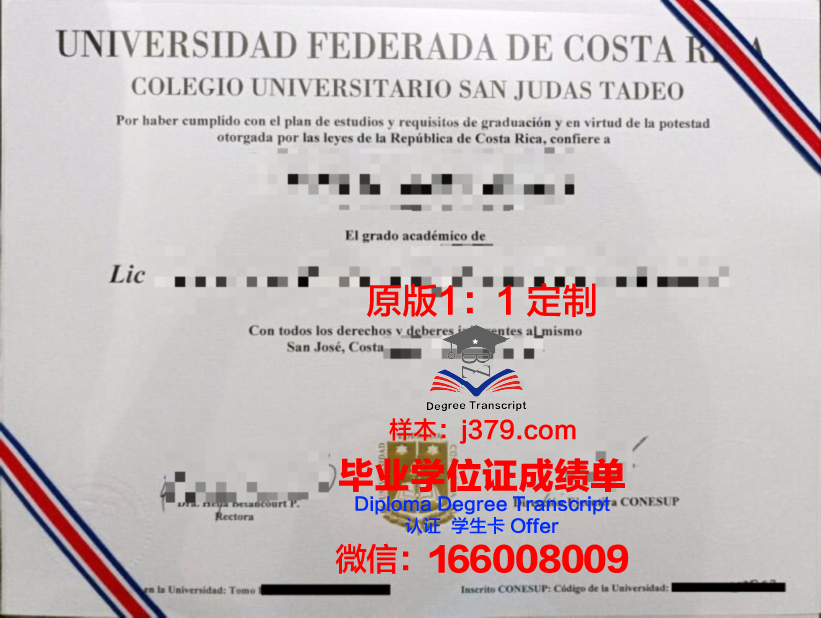 UNIVERSIDAD FEDERADA DE COSTA RICA
COLEGIO UNIVERSITARIO SAN JUDAS TADEO
Por haber cumplido con el plan de estudios y requisitos de graduación y en virtud de la potestad
otorgada por las leyes de la República de Costa Rica, confiere a
El grado académico de
Lic
原版1：1定制
Con todos los derechos y deberes inherentes al mismo
San José, Costa
Degree Transcript
样本：j379.com
毕业学位证成绩单
Diploma Degree Transcript
CONESUP
Dra. Betancourt P.
Rectora
认证 学生卡 Offer
微信：166008009
en la Universidad: Tomo
Inscrito CONESUP: Código de la Universidad: